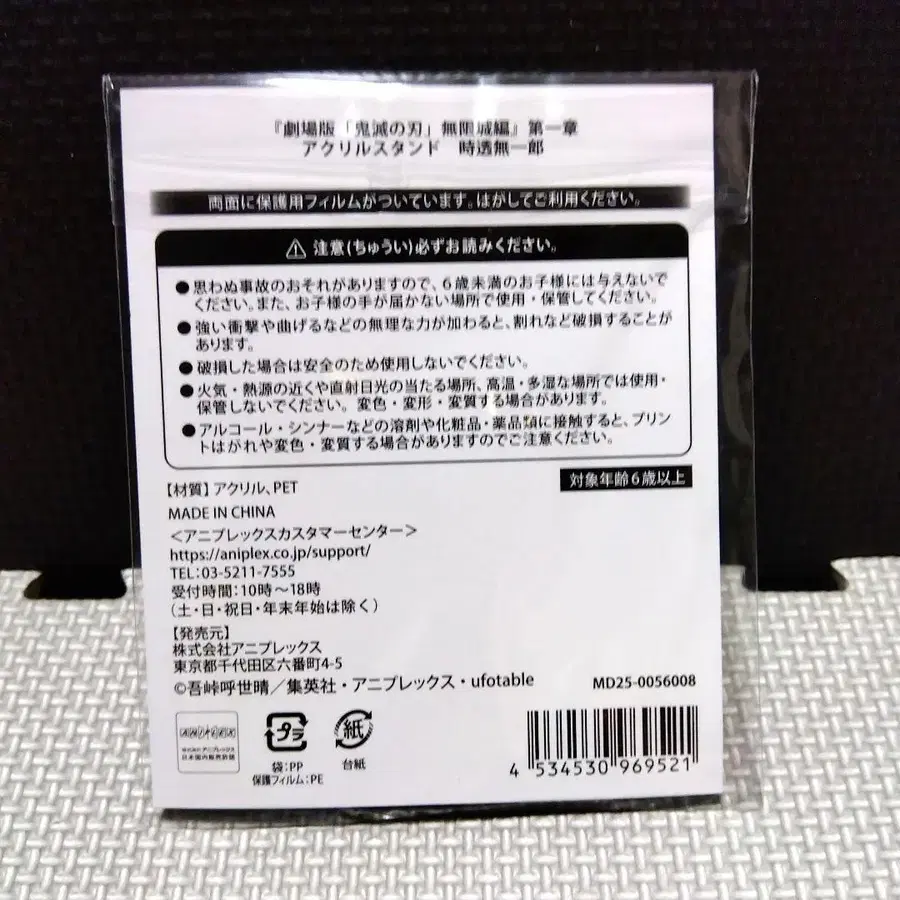 『劇場版「鬼滅の刃」無限城編』第一章
アクリルスタンド 時透無一郎
両面に保護用フィルムがついています。はがしてご利用ください。
注意(ちゅうい)必ずお読みください。
●思わぬ事故のおそれがありますので、6歳未満のお子様には与えないで
ください。また、お子様の手が届かない場所で使用・保管してください。
●強い衝撃や曲げるなどの無理な力が加わると、割れなど破損することが
あります。
●破損した場合は安全のため使用しないでください。
●火気・熱源の近くや直射日光の当たる場所、高温・多湿な場所では使用・
保管しないでください。変色・変形・変質する場合があります。
●アルコール・シンナーなどの溶剤や化粧品・薬品類に接触すると、プリン
トはがれや変色・変質する場合がありますのでご注意ください。
【材質】アクリル、PET
対象年齢6歳以上
MADE IN CHINA
<アニプレックスカスタマーセンター>
https://aniplex.co.jp/support/
TEL:03-5211-7555
受付時間:10時~18時
(土・日・祝日・年末年始は除く)
【発売元】
株式会社アニプレックス
東京都千代田区六番町4-5
©吾峠呼世晴/集英社・アニプレックス・ufotable
MD25-0056008
ANIPLEX
株式会社 アニプレックス
日本国内販売許諾
プラ
袋:PP
保護フィルム:PE
紙
台紙
4 534530 969521